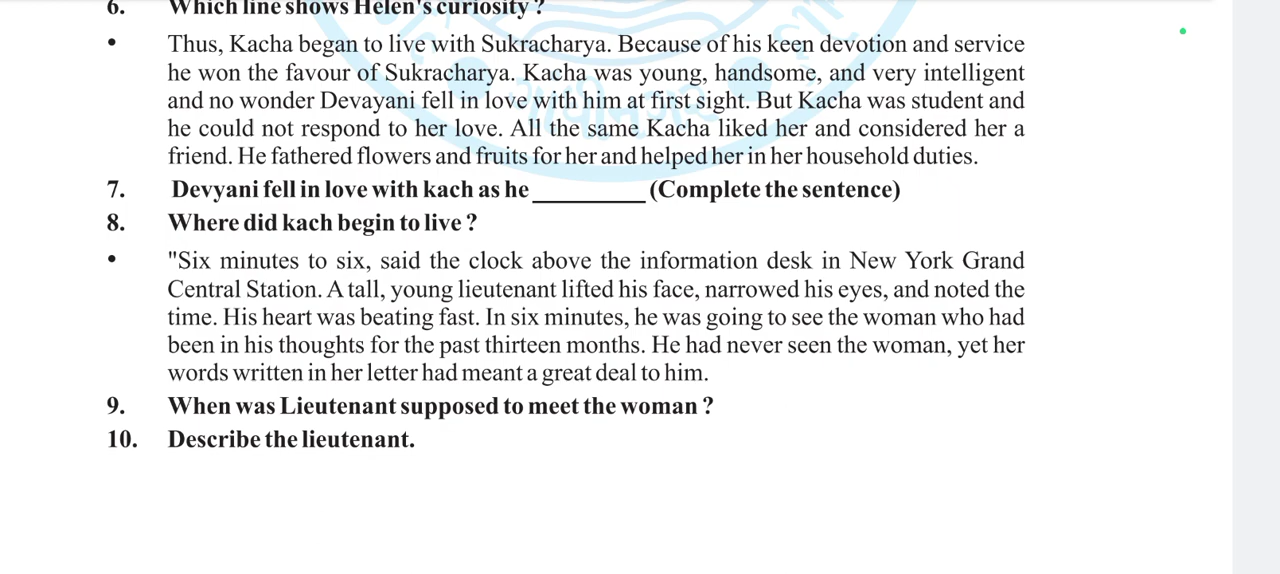 6. Which line shows Helen's curiosity ?
• Thus, Kacha began to live with Sukracharya. Because of his keen devotion and service
he won the favour of Sukracharya. Kacha was young, handsome, and very intelligent
and no wonder Devayani fell in love with him at first sight. But Kacha was student and
he could not respond to her love. All the same Kacha liked her and considered her a
friend. He fathered flowers and fruits for her and helped her in her household duties.
7. Devyani fell in love with kach as he _________ (Complete the sentence)
8. Where did kach begin to live ?
• "Six minutes to six, said the clock above the information desk in New York Grand
Central Station. A tall, young lieutenant lifted his face, narrowed his eyes, and noted the
time. His heart was beating fast. In six minutes, he was going to see the woman who had
been in his thoughts for the past thirteen months. He had never seen the woman, yet her
words written in her letter had meant a great deal to him.
9. When was Lieutenant supposed to meet the woman ?
10. Describe the lieutenant.